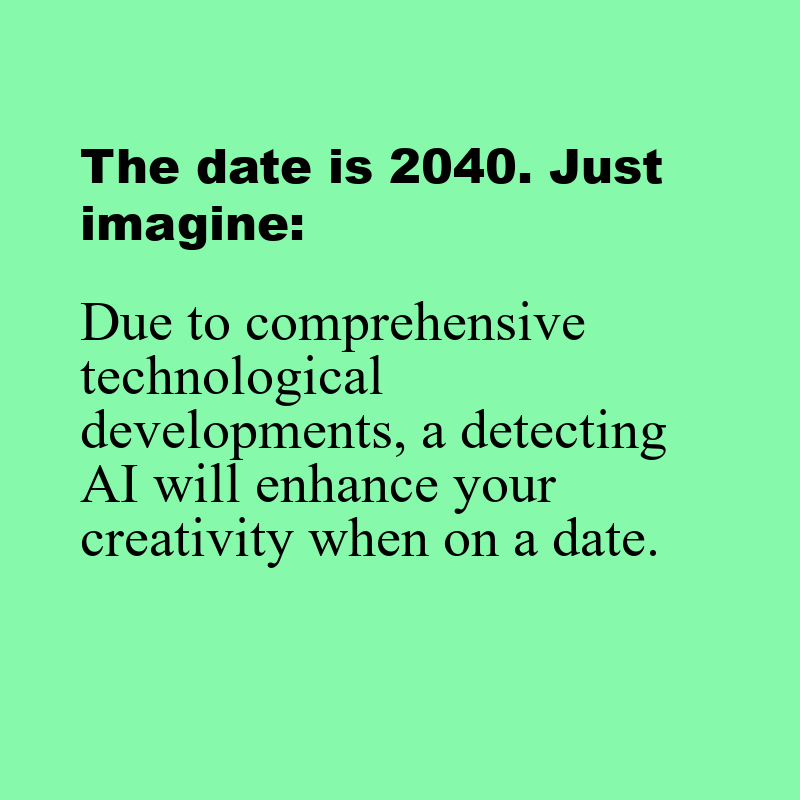 The date is 2040. Just
imagine:
Due to comprehensive
technological
developments, a detecting
AI will enhance your
creativity when on a date.